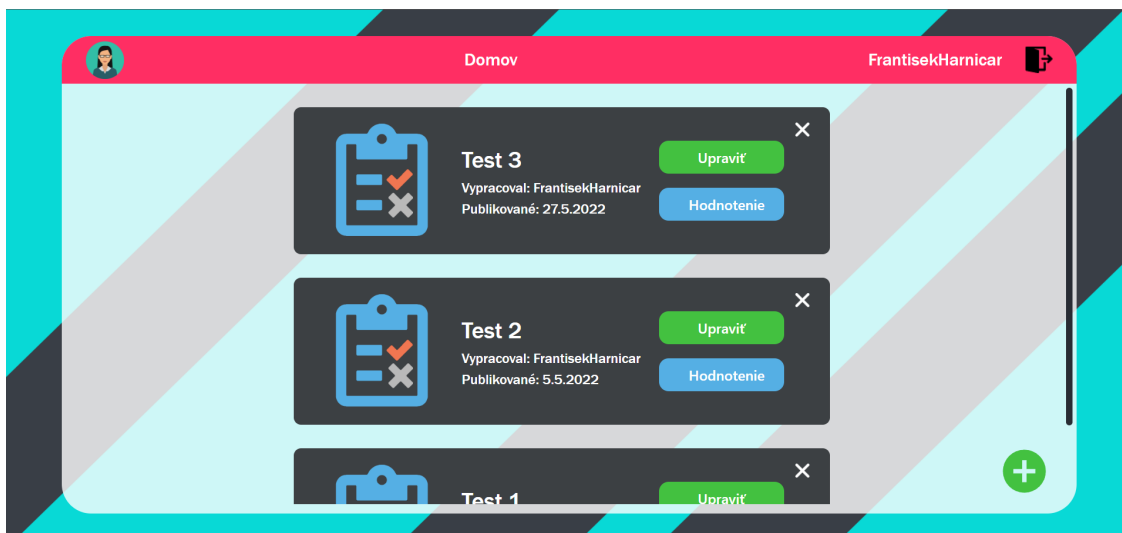 Domov
FrantisekHarnicar
Test 3
Vypracoval: FrantisekHarnicar
Publikované: 27.5.2022
Upraviť
Hodnotenie
Test 2
Vypracoval: FrantisekHarnicar
Publikované: 5.5.2022
Upraviť
Hodnotenie
Test 1
Upraviť